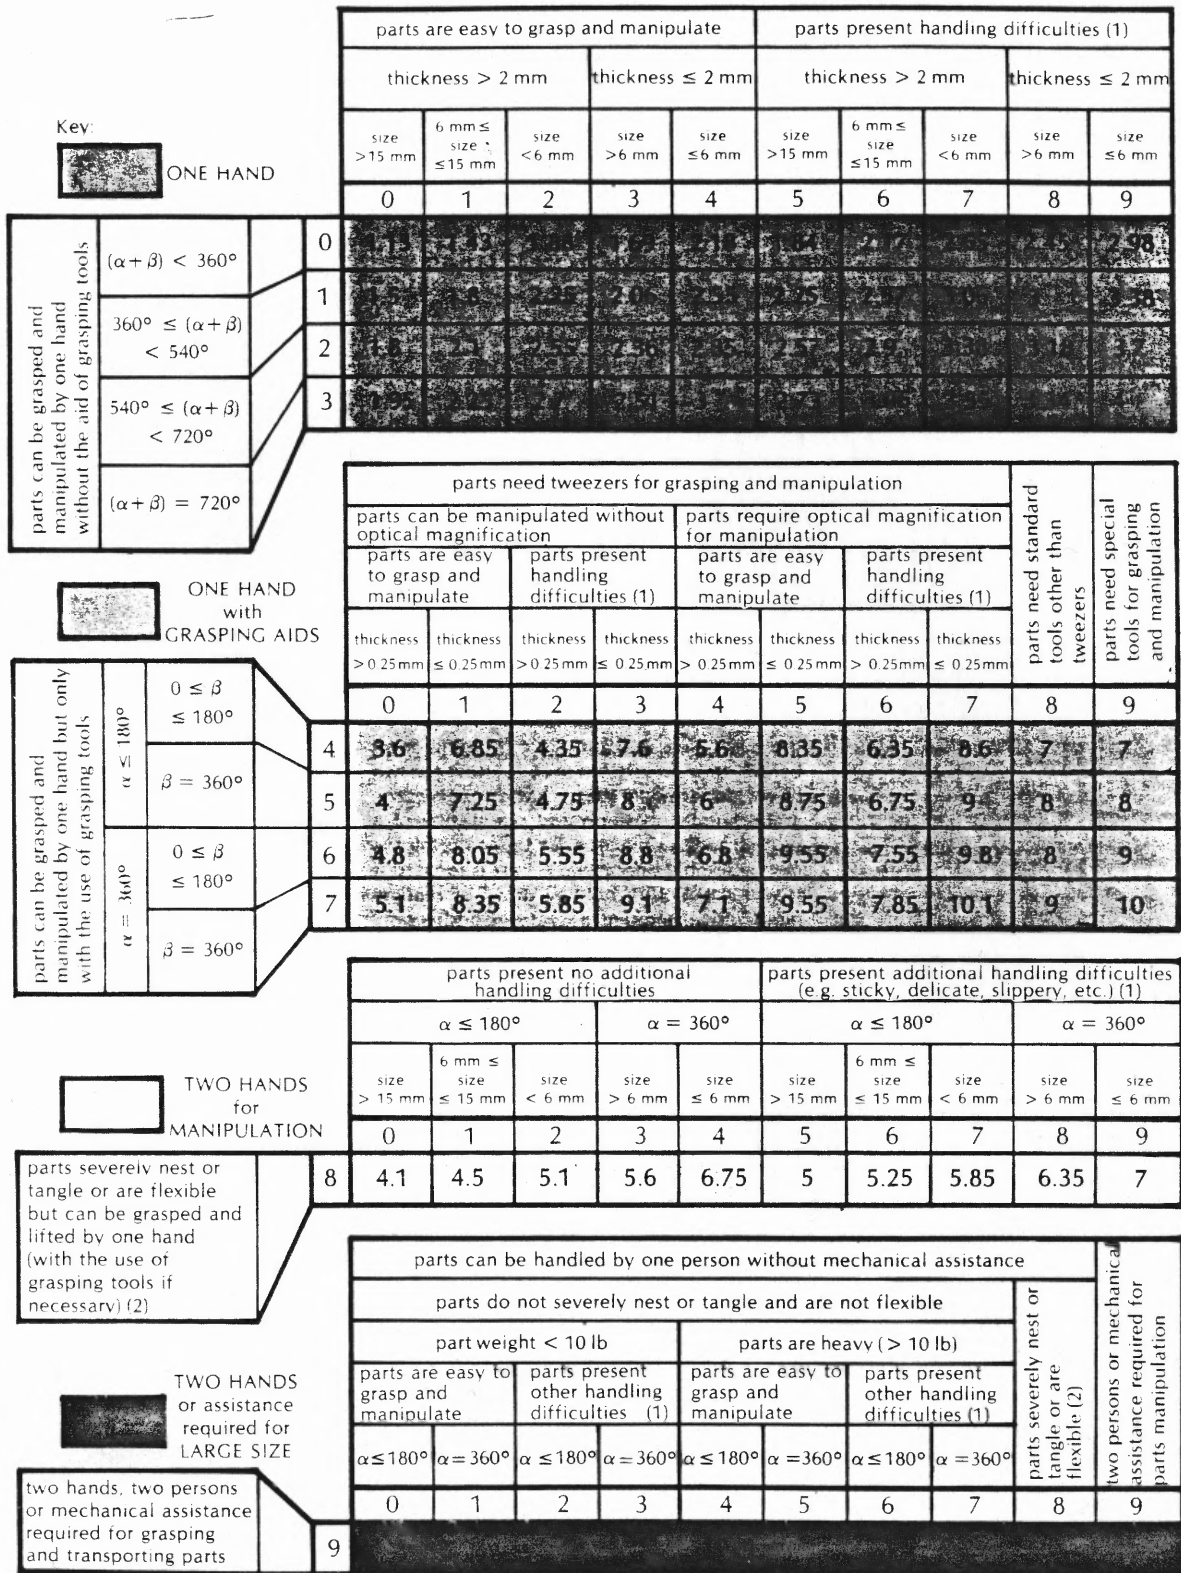 parts are easy to grasp and manipulate
parts present handling difficulties (1)
thickness > 2 mm
thickness ≤ 2 mm
thickness > 2 mm
thickness ≤ 2 mm
Key:
ONE HAND
size >15 mm
6 mm ≤ size ≤15 mm
size <6 mm
size >6 mm
size ≤6 mm
size >15 mm
6 mm ≤ size ≤15 mm
size <6 mm
size >6 mm
size ≤6 mm
0 1 2 3 4 5 6 7 8 9
parts can be grasped and
manipulated by one hand
without the aid of grasping tools
(α+β) < 360°
360° ≤ (α+β)
< 540°
540° ≤ (α+β)
< 720°
(α+β) = 720°
0 2.98
1 1.5 1.8 2.25 2.06 2.25 3.38
2 1.8 2.57 3.7
3
parts need tweezers for grasping and manipulation
parts need standard
tools other than
tweezers
parts need special
tools for grasping
and manipulation
parts can be manipulated without
optical magnification
parts require optical magnification
for manipulation
parts are easy
to grasp and
manipulate
parts present
handling
difficulties (1)
parts are easy
to grasp and
manipulate
parts present
handling
difficulties (1)
ONE HAND
with
GRASPING AIDS
thickness > 0.25mm
thickness ≤ 0.25mm
thickness > 0.25mm
thickness ≤ 0.25mm
thickness > 0.25mm
thickness ≤ 0.25mm
thickness > 0.25mm
thickness ≤ 0.25mm
0 1 2 3 4 5 6 7 8 9
parts can be grasped and
manipulated by one hand but only
with the use of grasping tools
α ≤ 180°
0 ≤ β
≤ 180°
β = 360°
α = 360°
0 ≤ β
≤ 180°
β = 360°
4 3.6 6.85 4.35 7.6 5.6 8.35 6.35 8.6 7 7
5 4 7.25 4.75 8 6 8.75 6.75 9 8 8
6 4.8 8.05 5.55 8.8 6.8 9.55 7.55 9.8 8 9
7 5.1 8.35 5.85 9.1 7.1 9.55 7.85 10.1 9 10
parts present no additional
handling difficulties
parts present additional handling difficulties
(e.g. sticky, delicate, slippery, etc.) (1)
α ≤ 180°
α = 360°
α ≤ 180°
α = 360°
TWO HANDS
for
MANIPULATION
size > 15 mm
6 mm ≤ size ≤ 15 mm
size < 6 mm
size > 6 mm
size ≤ 6 mm
size > 15 mm
6 mm ≤ size ≤ 15 mm
size < 6 mm
size > 6 mm
size ≤ 6 mm
0 1 2 3 4 5 6 7 8 9
parts severely nest or
tangle or are flexible
but can be grasped and
lifted by one hand
(with the use of
grasping tools if
necessary) (2)
8 4.1 4.5 5.1 5.6 6.75 5 5.25 5.85 6.35 7
parts can be handled by one person without mechanical assistance
two persons or mechanical
assistance required for
parts manipulation
parts do not severely nest or tangle and are not flexible
parts severely nest or
tangle or are
flexible (2)
part weight < 10 lb
parts are heavy (> 10 lb)
parts are easy to
grasp and
manipulate
parts present
other handling
difficulties (1)
parts are easy to
grasp and
manipulate
parts present
other handling
difficulties (1)
TWO HANDS
or assistance
required for
LARGE SIZE
α ≤ 180° α = 360° α ≤ 180° α = 360° α ≤ 180° α = 360° α ≤ 180° α = 360°
0 1 2 3 4 5 6 7 8 9
two hands, two persons
or mechanical assistance
required for grasping
and transporting parts
9